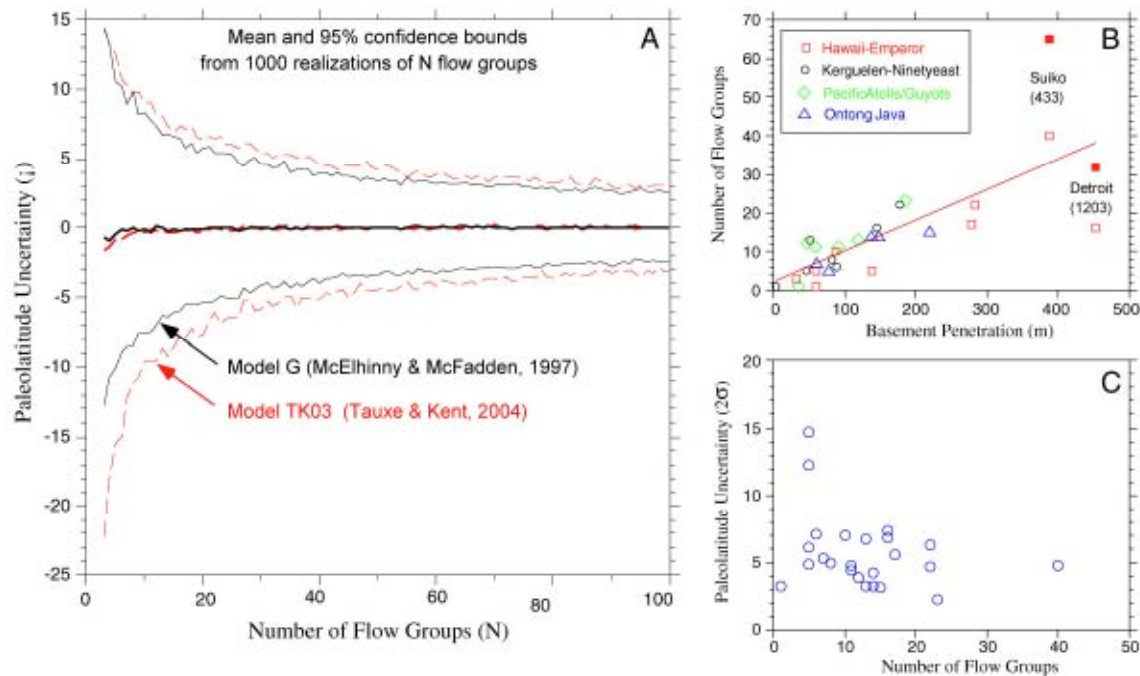 A
Mean and 95% confidence bounds
from 1000 realizations of N flow groups
Paleolatitude Uncertainty (¡)
15
10
5
0
-5
-10
-15
-20
-25
Model G (McElhinny & McFadden, 1997)
Model TK03 (Tauxe & Kent, 2004)
0
20
40
60
80
100
Number of Flow Groups (N)
B
Number of Flow Groups
70
60
50
40
30
20
10
0
Hawaii-Emperor
Kerguelen-Ninetyeast
PacificAtolls/Guyots
Ontong Java
Suiko
(433)
Detroit
(1203)
0
100
200
300
400
500
Basement Penetration (m)
C
Paleolatitude Uncertainty (2σ)
20
15
10
5
0
0
10
20
30
40
50
Number of Flow Groups